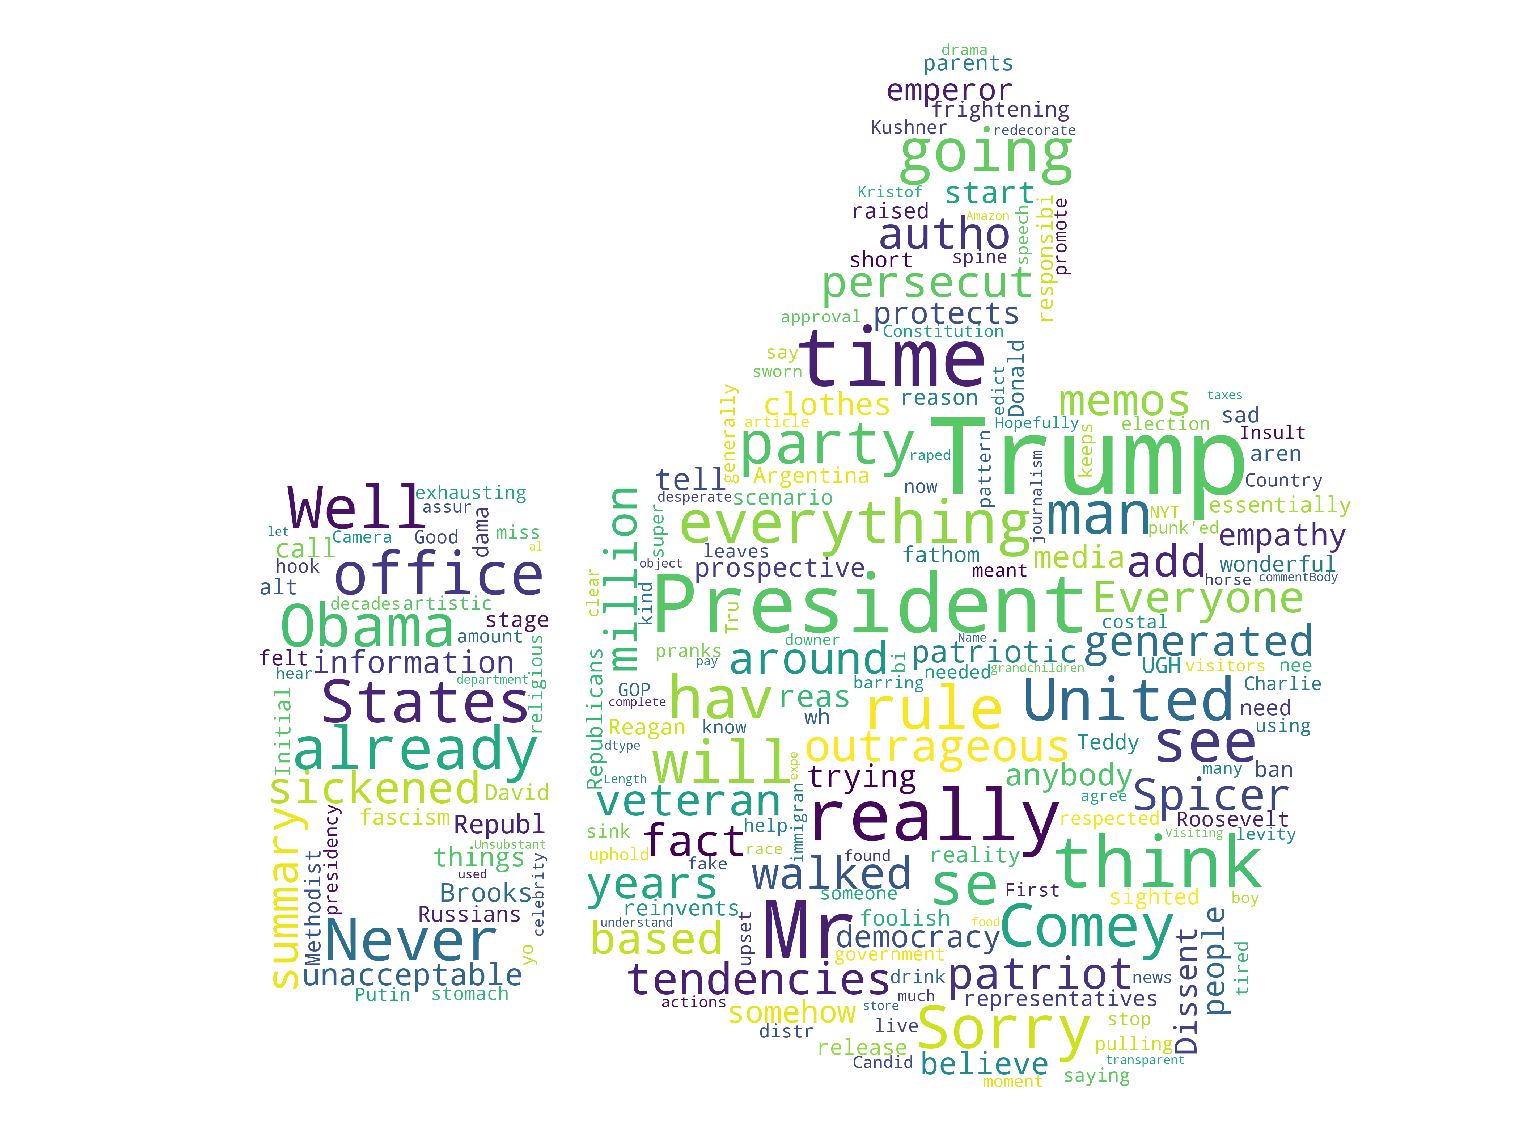 drama
parents
emperor
frightening
Kushner
redecorate
going
Kristof
start
raised
Amazon
autho
speech
responsibi
promote
short
spine
persecut
protects
approval
Constitution
time
say
sworn
edict
Donald
clothes
reason
memos
taxes
generally
article
party
Trump
Hopefully
election
sad
Insult
keeps
raped
pattern
journalism
aren
tell
Argentina
now
Country
desperate
scenario
essentially
NYT
Well
exhausting
assur
dama
million
super
everything
man
punk'ed
empathy
let
Camera
Good
miss
call
al
leaves
fathom
media
add
wonderful
hook
object
prospective
meant
horse
commentBody
alt
office
clear
kind
President
Tru
Everyone
decades
artistic
stage
costal
Obama
amount
downer
Name
generated
felt
information
pranks
pay
around
bi
patriotic
UGH
visitors
nee
hear
department
religious
Republicans
GOP
barring
needed
grandchildren
Charlie
Initial
States
complete
hav
reas
rule
United
need
Reagan
know
wh
using
already
dtype
will
expe
outrageous
Teddy
see
Length
trying
anybody
many
ban
sickened
David
veteran
immigran
really
agree
Spicer
summary
presidency
fascism
Republ
sink
fact
help
respected
Roosevelt
Visiting
levity
Methodist
things
Unsubstant
uphold
fake
race
found
reality
think
used
celebrity
years
walked
se
Brooks
reinvents
someone
First
sighted
boy
Russians
understand
upset
Mr
foolish
food
Comey
Never
yo
based
democracy
Dissent
people
tired
unacceptable
government
tendencies
drink
patriot
news
Putin
stomach
actions
much
representatives
somehow
store
Sorry
stop
distr
live
pulling
release
Candid
believe
transparent
moment
saying